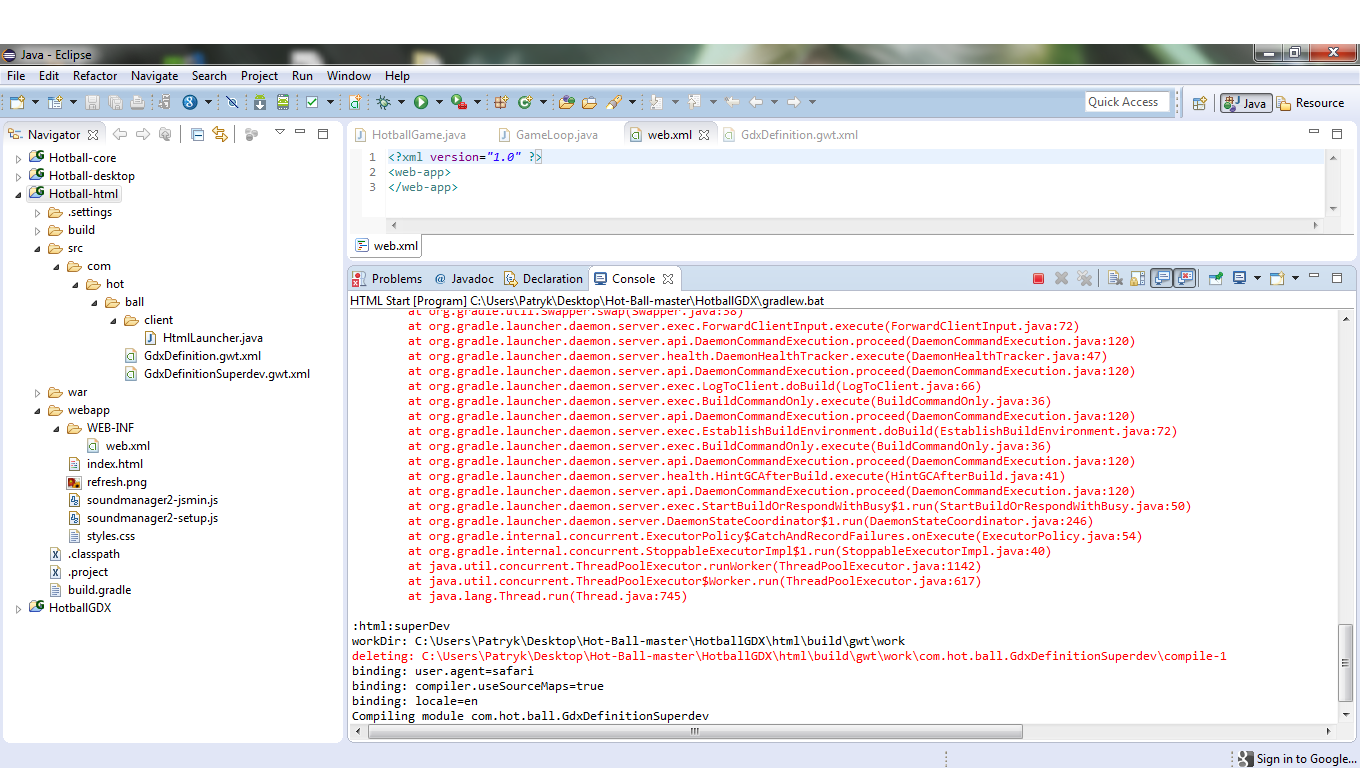 Java - Eclipse
File Edit Refactor Navigate Search Project Run Window Help
Quick Access
Java
Resource
Navigator
Hotball-core
Hotball-desktop
Hotball-html
.settings
build
src
com
hot
ball
client
HtmlLauncher.java
GdxDefinition.gwt.xml
GdxDefinitionSuperdev.gwt.xml
war
webapp
WEB-INF
web.xml
index.html
refresh.png
soundmanager2-jsmin.js
soundmanager2-setup.js
styles.css
.classpath
.project
build.gradle
HotballGDX
HotballGame.java GameLoop.java web.xml GdxDefinition.gwt.xml
1 <?xml version="1.0" ?>
2 <web-app>
3 </web-app>
web.xml
Problems @ Javadoc Declaration Console
HTML Start [Program] C:\Users\Patryk\Desktop\Hot-Ball-master\HotballGDX\gradlew.bat
at org.gradle.util.Swapper.swap(Swapper.java:38)
at org.gradle.launcher.daemon.server.exec.ForwardClientInput.execute(ForwardClientInput.java:72)
at org.gradle.launcher.daemon.server.api.DaemonCommandExecution.proceed(DaemonCommandExecution.java:120)
at org.gradle.launcher.daemon.server.health.DaemonHealthTracker.execute(DaemonHealthTracker.java:47)
at org.gradle.launcher.daemon.server.api.DaemonCommandExecution.proceed(DaemonCommandExecution.java:120)
at org.gradle.launcher.daemon.server.exec.LogToClient.doBuild(LogToClient.java:66)
at org.gradle.launcher.daemon.server.exec.BuildCommandOnly.execute(BuildCommandOnly.java:36)
at org.gradle.launcher.daemon.server.api.DaemonCommandExecution.proceed(DaemonCommandExecution.java:120)
at org.gradle.launcher.daemon.server.exec.EstablishBuildEnvironment.doBuild(EstablishBuildEnvironment.java:72)
at org.gradle.launcher.daemon.server.exec.BuildCommandOnly.execute(BuildCommandOnly.java:36)
at org.gradle.launcher.daemon.server.api.DaemonCommandExecution.proceed(DaemonCommandExecution.java:120)
at org.gradle.launcher.daemon.server.health.HintGCAfterBuild.execute(HintGCAfterBuild.java:41)
at org.gradle.launcher.daemon.server.api.DaemonCommandExecution.proceed(DaemonCommandExecution.java:120)
at org.gradle.launcher.daemon.server.exec.StartBuildOrRespondWithBusy$1.run(StartBuildOrRespondWithBusy.java:50)
at org.gradle.launcher.daemon.server.DaemonStateCoordinator$1.run(DaemonStateCoordinator.java:246)
at org.gradle.internal.concurrent.ExecutorPolicy$CatchAndRecordFailures.onExecute(ExecutorPolicy.java:54)
at org.gradle.internal.concurrent.StoppableExecutorImpl$1.run(StoppableExecutorImpl.java:40)
at java.util.concurrent.ThreadPoolExecutor.runWorker(ThreadPoolExecutor.java:1142)
at java.util.concurrent.ThreadPoolExecutor$Worker.run(ThreadPoolExecutor.java:617)
at java.lang.Thread.run(Thread.java:745)
:html:superDev
workDir: C:\Users\Patryk\Desktop\Hot-Ball-master\HotballGDX\html\build\gwt\work
deleting: C:\Users\Patryk\Desktop\Hot-Ball-master\HotballGDX\html\build\gwt\work\com.hot.ball.GdxDefinitionSuperdev\compile-1
binding: user.agent=safari
binding: compiler.useSourceMaps=true
binding: locale=en
Compiling module com.hot.ball.GdxDefinitionSuperdev
Sign in to Google...